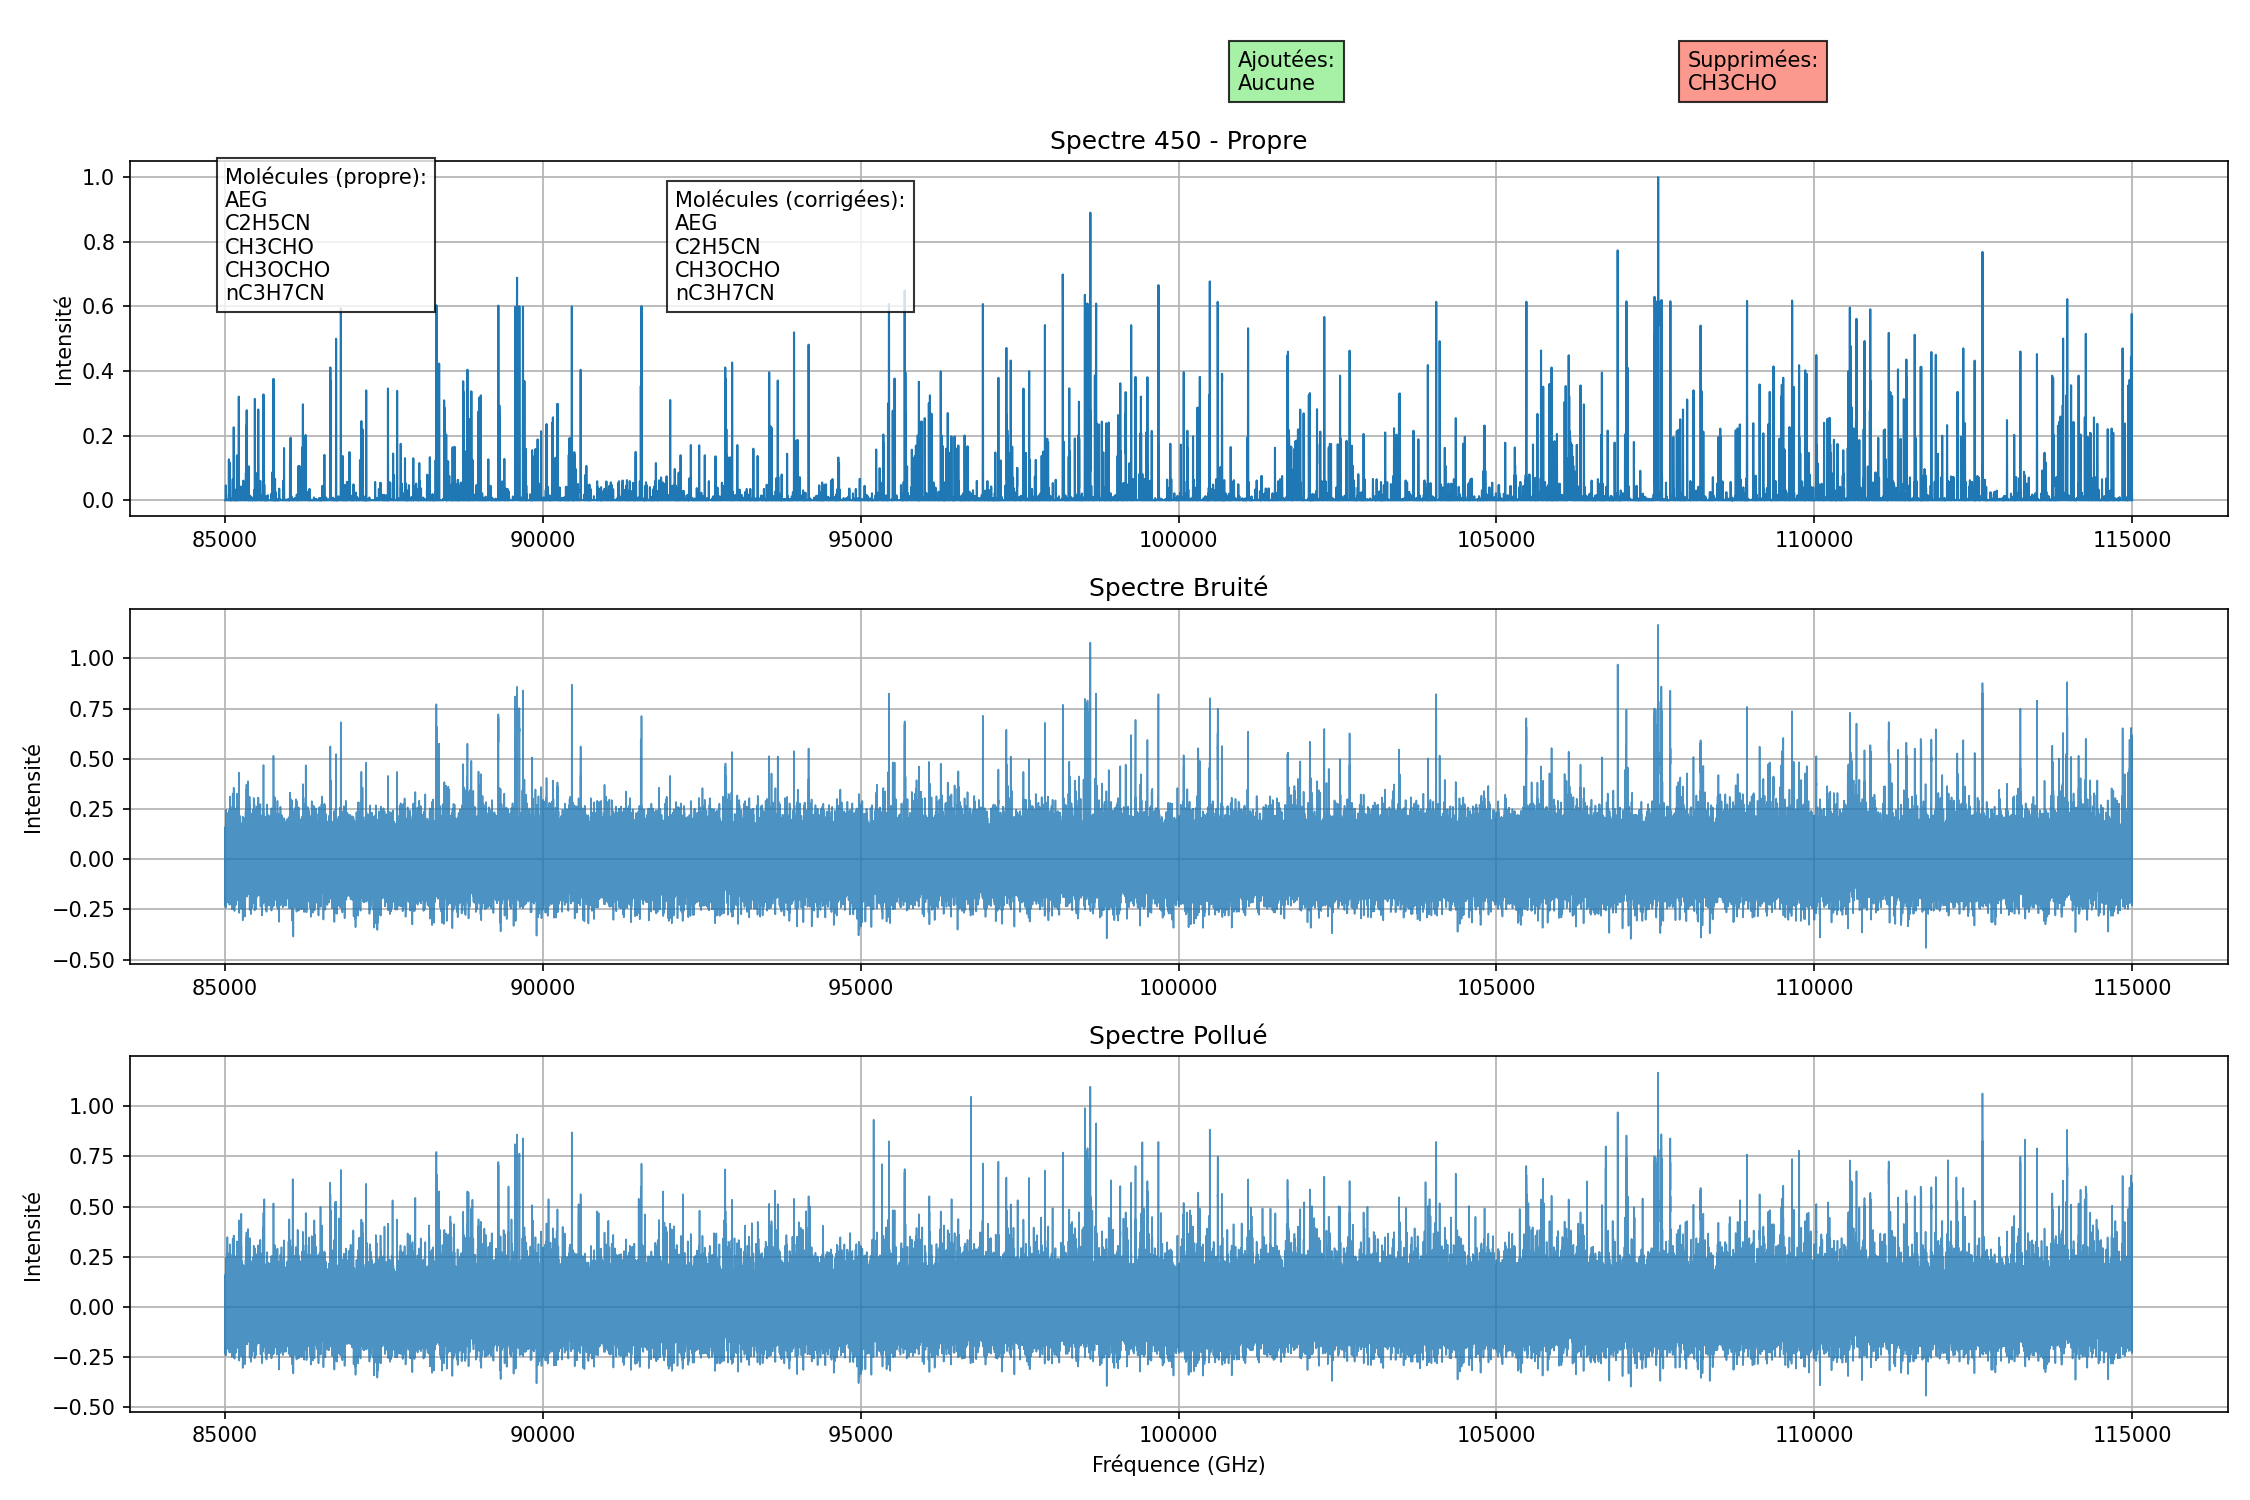 Ajoutées:
Aucune
Supprimées:
CH3CHO
Spectre 450 - Propre
Molécules (propre):
AEG
C2H5CN
CH3CHO
CH3OCHO
nC3H7CN
Molécules (corrigées):
AEG
C2H5CN
CH3OCHO
nC3H7CN
Intensité
1.0
0.8
0.6
0.4
0.2
0.0
85000 90000 95000 100000 105000 110000 115000
Spectre Bruité
Intensité
1.00
0.75
0.50
0.25
0.00
−0.25
−0.50
85000 90000 95000 100000 105000 110000 115000
Spectre Pollué
Intensité
1.00
0.75
0.50
0.25
0.00
−0.25
−0.50
85000 90000 95000 100000 105000 110000 115000
Fréquence (GHz)